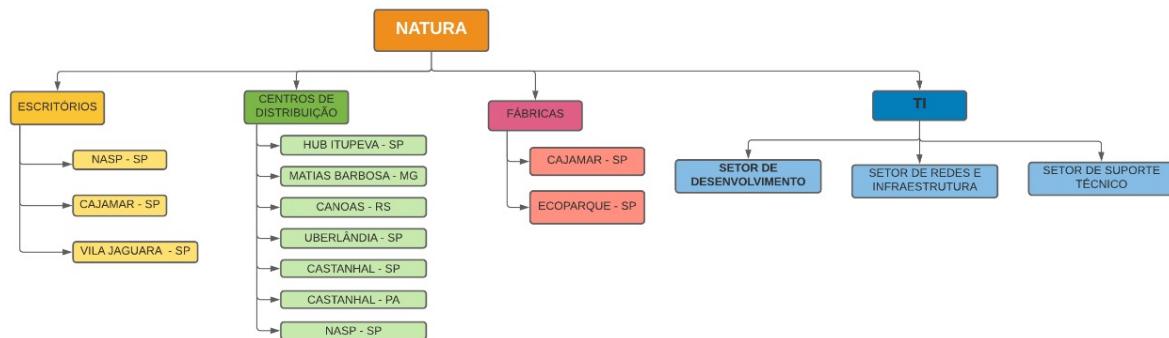 NATURA
ESCRITÓRIOS
NASP - SP
CAJAMAR - SP
VILA JAGUARA - SP
CENTROS DE
DISTRIBUIÇÃO
HUB ITUPEVA - SP
MATIAS BARBOSA - MG
CANOAS - RS
UBERLÂNDIA - SP
CASTANHAL - SP
CASTANHAL - PA
NASP - SP
FÁBRICAS
CAJAMAR - SP
ECOPARQUE - SP
TI
SETOR DE
DESENVOLVIMENTO
SETOR DE REDES E
INFRAESTRUTURA
SETOR DE SUPORTE
TÉCNICO